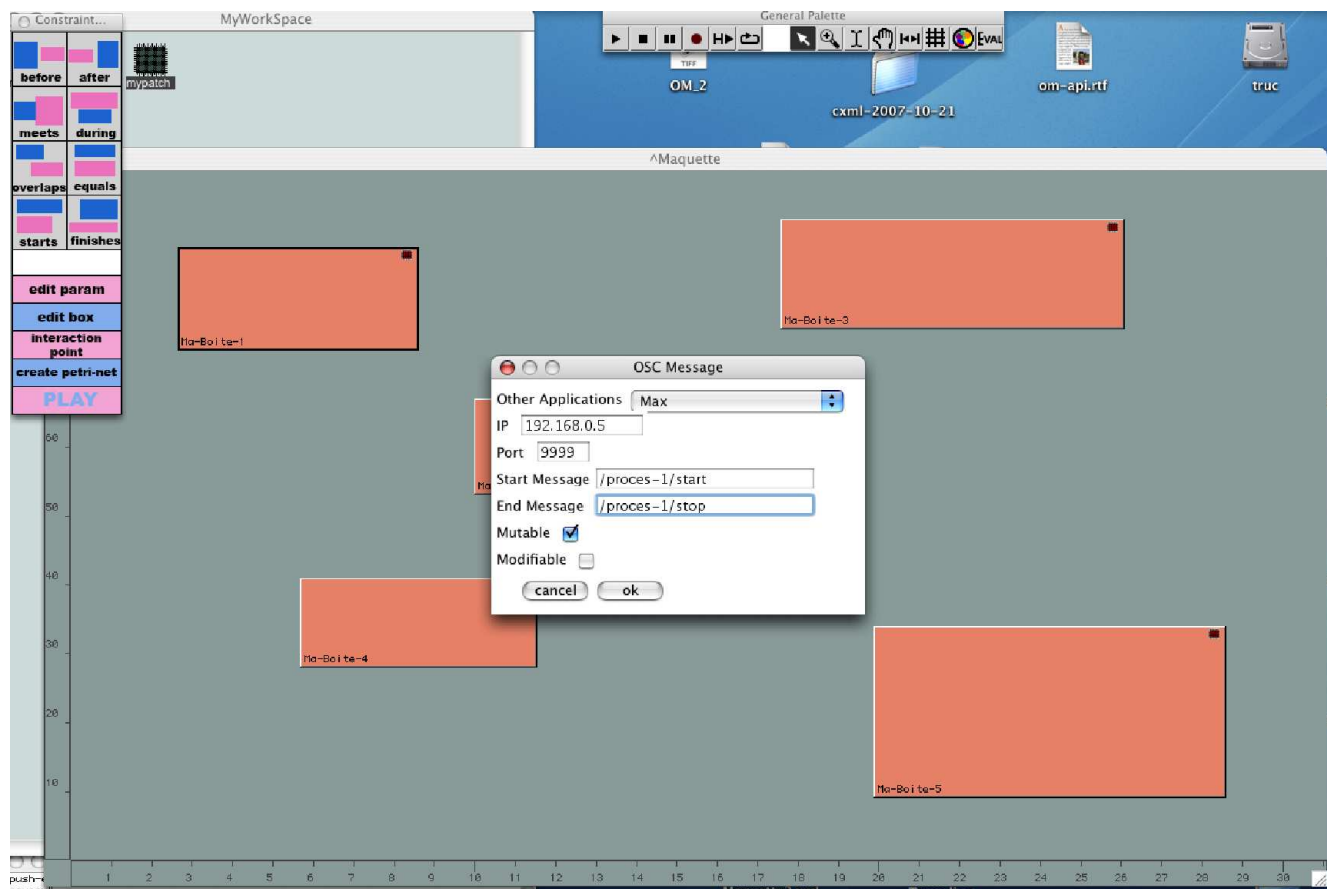 Constraint...
MyWorkSpace
General Palette
before after
mypatch
meets during
overlaps equals
starts finishes
edit param
edit box
interaction
point
create petri-net
PLAY
EVAL
TIFF
OM_2
cxml-2007-10-21
om-api.rtf
truc
^Maquette
Ma-Boite-1
Ma-Boite-3
OSC Message
Other Applications Max
IP 192.168.0.5
Port 9999
Start Message /proces-1/start
End Message /proces-1/stop
Mutable
Modifiable
cancel ok
Ma
Ma-Boite-4
Ma-Boite-5
60
50
40
30
20
10
1 2 3 4 5 6 7 8 9 10 11 12 13 14 15 16 17 18 19 20 21 22 23 24 25 26 27 28 29 30
push-